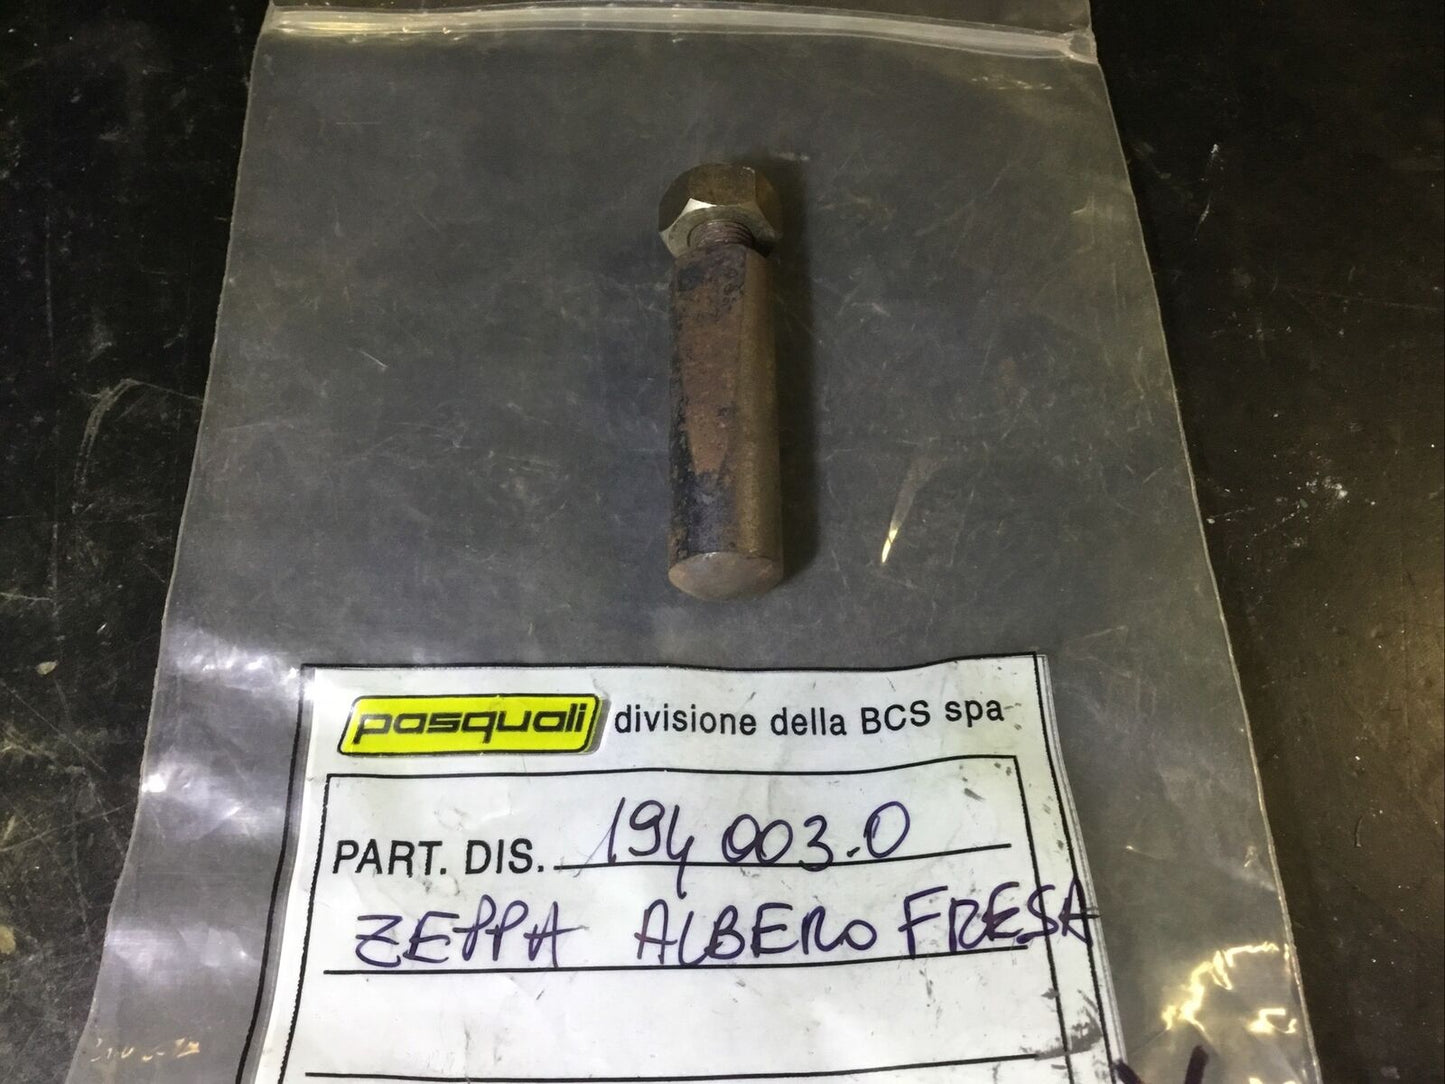 pasquali divisione della BCS spa
PART. DIS. 194 003.0
ZEPPA ALBERO FRESA